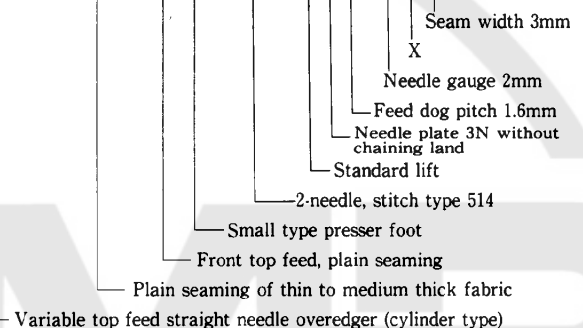 Seam width 3mm
X
Needle gauge 2mm
Feed dog pitch 1.6mm
Needle plate 3N without
chaining land
Standard lift
2-needle, stitch type 514
Small type presser foot
Front top feed, plain seaming
Plain seaming of thin to medium thick fabric
Variable top feed straight needle overedger (cylinder type)